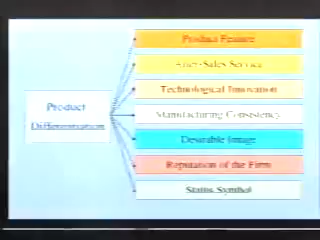 Product
Differentiation
Product Feature
After-Sales Service
Technological Innovation
Manufacturing Consistency
Desirable Image
Reputation of the Firm
Status Symbol